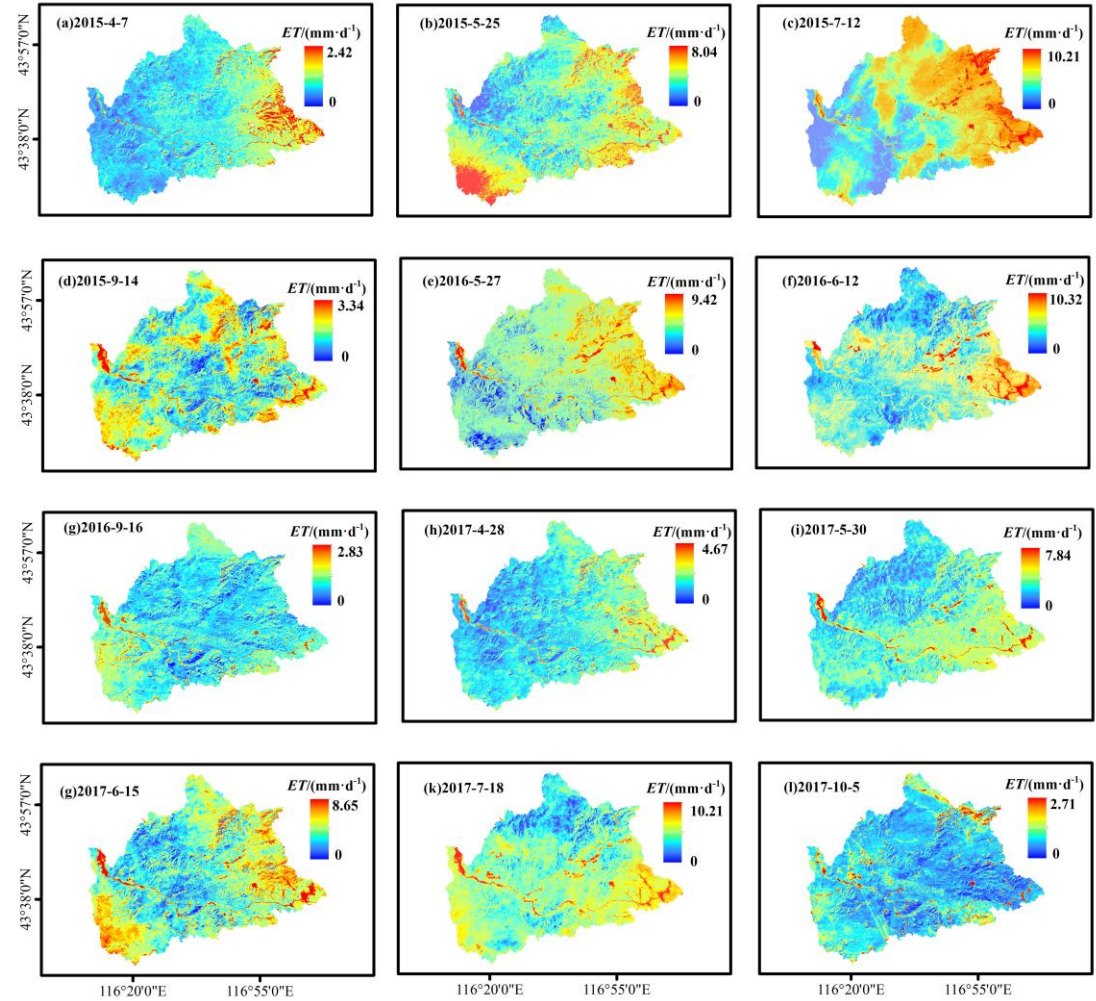 (a)2015-4-7
ET/(mm·d⁻¹)
2.42
0
(b)2015-5-25
ET/(mm·d⁻¹)
8.04
0
(c)2015-7-12
ET/(mm·d⁻¹)
10.21
0
43°57'0"N
43°38'0"N
(d)2015-9-14
ET/(mm·d⁻¹)
3.34
0
(e)2016-5-27
ET/(mm·d⁻¹)
9.42
0
(f)2016-6-12
ET/(mm·d⁻¹)
10.32
0
43°57'0"N
43°38'0"N
(g)2016-9-16
ET/(mm·d⁻¹)
2.83
0
(h)2017-4-28
ET/(mm·d⁻¹)
4.67
0
(i)2017-5-30
ET/(mm·d⁻¹)
7.84
0
43°57'0"N
43°38'0"N
(g)2017-6-15
ET/(mm·d⁻¹)
8.65
0
(k)2017-7-18
ET/(mm·d⁻¹)
10.21
0
(l)2017-10-5
ET/(mm·d⁻¹)
2.71
0
43°57'0"N
43°38'0"N
116°20'0"E
116°55'0"E
116°20'0"E
116°55'0"E
116°20'0"E
116°55'0"E